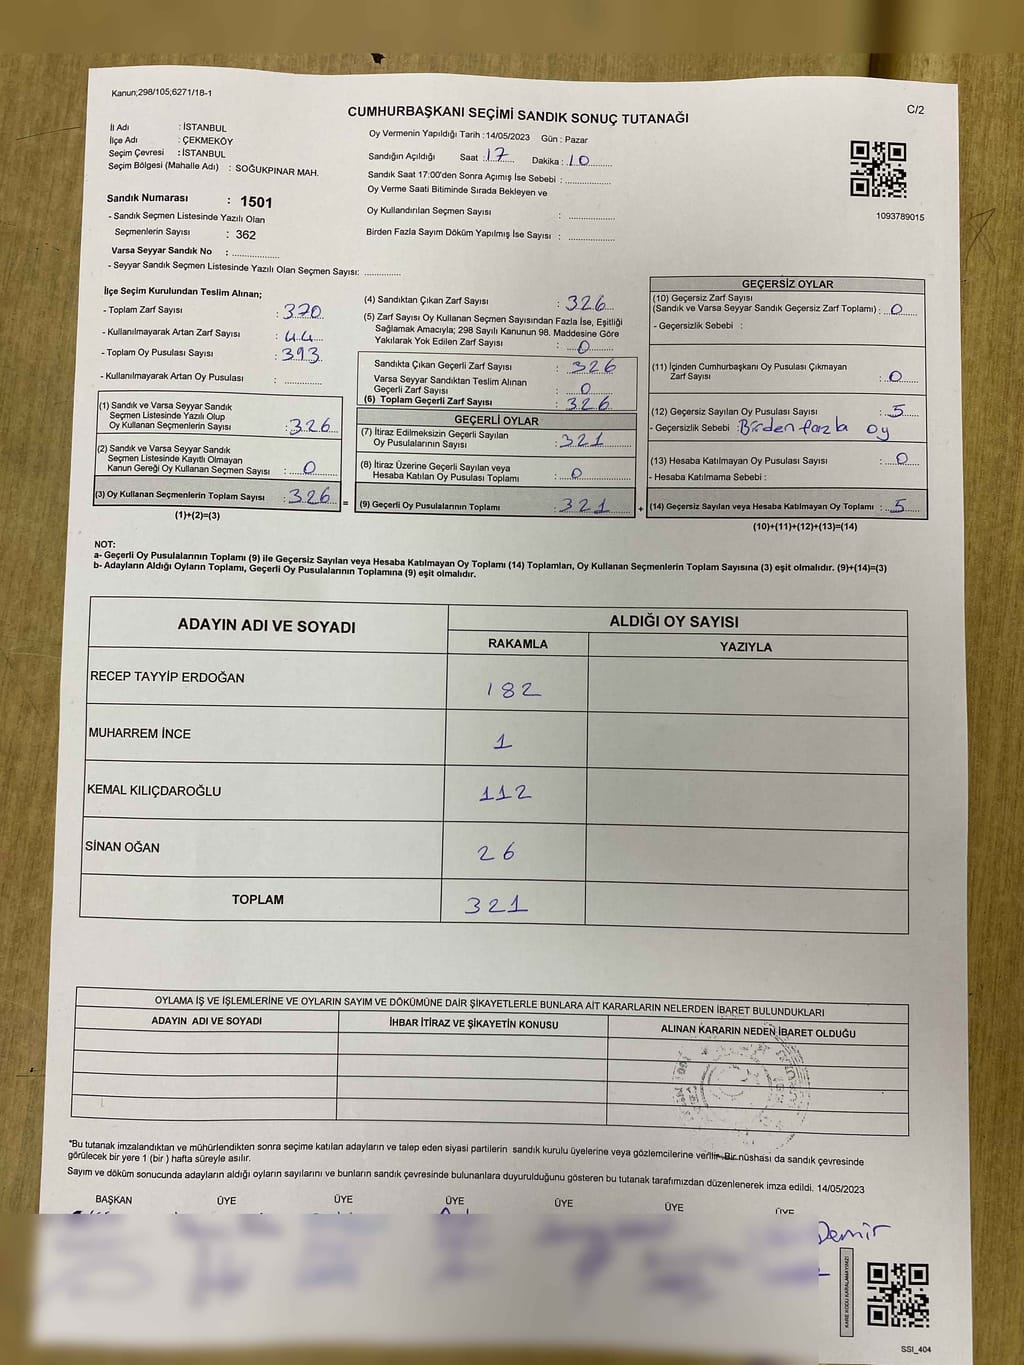 Kanun;298/105;6271/18-1
C/2
CUMHURBAŞKANI SEÇİMİ SANDIK SONUÇ TUTANAĞI
İl Adı : İSTANBUL
İlçe Adı : ÇEKMEKÖY
Seçim Çevresi : İSTANBUL
Seçim Bölgesi (Mahalle Adı) : SOĞUKPINAR MAH.
Sandık Numarası : 1501
- Sandık Seçmen Listesinde Yazılı Olan
Seçmenlerin Sayısı : 362
Varsa Seyyar Sandık No : ................
- Seyyar Sandık Seçmen Listesinde Yazılı Olan Seçmen Sayısı: ............
Oy Vermenin Yapıldığı Tarih :14/05/2023 Gün : Pazar
Sandığın Açıldığı Saat : 17 Dakika : 10
Sandık Saat 17:00'den Sonra Açımış İse Sebebi : ................
Oy Verme Saati Bitiminde Sırada Bekleyen ve
Oy Kullandırılan Seçmen Sayısı : ................
Birden Fazla Sayım Döküm Yapılmış İse Sayısı : ................
1093789015
İlçe Seçim Kurulundan Teslim Alınan;
- Toplam Zarf Sayısı : 370
- Kullanılmayarak Artan Zarf Sayısı : 44
- Toplam Oy Pusulası Sayısı : 393
- Kullanılmayarak Artan Oy Pusulası : ............
(1) Sandık ve Varsa Seyyar Sandık
Seçmen Listesinde Yazılı Olup
Oy Kullanan Seçmenlerin Sayısı : 326
(2) Sandık ve Varsa Seyyar Sandık
Seçmen Listesinde Kayıtlı Olmayan
Kanun Gereği Oy Kullanan Seçmen Sayısı : 0
(3) Oy Kullanan Seçmenlerin Toplam Sayısı : 326 =
(1)+(2)=(3)
(4) Sandıktan Çıkan Zarf Sayısı : 326
(5) Zarf Sayısı Oy Kullanan Seçmen Sayısından Fazla İse, Eşitliği
Sağlamak Amacıyla; 298 Sayılı Kanunun 98. Maddesine Göre
Yakılarak Yok Edilen Zarf Sayısı : 0
Sandıkta Çıkan Geçerli Zarf Sayısı : 326
Varsa Seyyar Sandıktan Teslim Alınan
Geçerli Zarf Sayısı : 0
(6) Toplam Geçerli Zarf Sayısı : 326
GEÇERLİ OYLAR
(7) İtiraz Edilmeksizin Geçerli Sayılan
Oy Pusulalarının Sayısı : 321
(8) İtiraz Üzerine Geçerli Sayılan veya
Hesaba Katılan Oy Pusulası Toplamı : 0
(9) Geçerli Oy Pusulalarının Toplamı : 321 +
GEÇERSİZ OYLAR
(10) Geçersiz Zarf Sayısı
(Sandık ve Varsa Seyyar Sandık Geçersiz Zarf Toplamı) : 0
- Geçersizlik Sebebi :
(11) İçinden Cumhurbaşkanı Oy Pusulası Çıkmayan
Zarf Sayısı : 0
(12) Geçersiz Sayılan Oy Pusulası Sayısı : 5
- Geçersizlik Sebebi : Birden fazla oy
(13) Hesaba Katılmayan Oy Pusulası Sayısı : 0
- Hesaba Katılmama Sebebi :
(14) Geçersiz Sayılan veya Hesaba Katılmayan Oy Toplamı : 5
(10)+(11)+(12)+(13)=(14)
NOT:
a- Geçerli Oy Pusulalarının Toplamı (9) ile Geçersiz Sayılan veya Hesaba Katılmayan Oy Toplamı (14) Toplamları, Oy Kullanan Seçmenlerin Toplam Sayısına (3) eşit olmalıdır. (9)+(14)=(3)
b- Adayların Aldığı Oyların Toplamı, Geçerli Oy Pusulalarının Toplamına (9) eşit olmalıdır.
ADAYIN ADI VE SOYADI
ALDIĞI OY SAYISI
RAKAMLA YAZIYLA
RECEP TAYYİP ERDOĞAN 182
MUHARREM İNCE 1
KEMAL KILIÇDAROĞLU 112
SİNAN OĞAN 26
TOPLAM 321
OYLAMA İŞ VE İŞLEMLERİNE VE OYLARIN SAYIM VE DÖKÜMÜNE DAİR ŞİKAYETLERLE BUNLARA AİT KARARLARIN NELERDEN İBARET BULUNDUKLARI
ADAYIN ADI VE SOYADI İHBAR İTİRAZ VE ŞİKAYETİN KONUSU ALINAN KARARIN NEDEN İBARET OLDUĞU
*Bu tutanak imzalandıktan ve mühürlendikten sonra seçime katılan adayların ve talep eden siyasi partilerin sandık kurulu üyelerine veya gözlemcilerine verilir. Bir nüshası da sandık çevresinde
görülecek bir yere 1 (bir ) hafta süreyle asılır.
Sayım ve döküm sonucunda adayların aldığı oyların sayılarını ve bunların sandık çevresinde bulunanlara duyurulduğunu gösteren bu tutanak tarafımızdan düzenlenerek imza edildi. 14/05/2023
BAŞKAN ÜYE ÜYE ÜYE ÜYE ÜYE ÜYE
Demir
KARE KODU KARALAMAYINIZ!
SSI_404